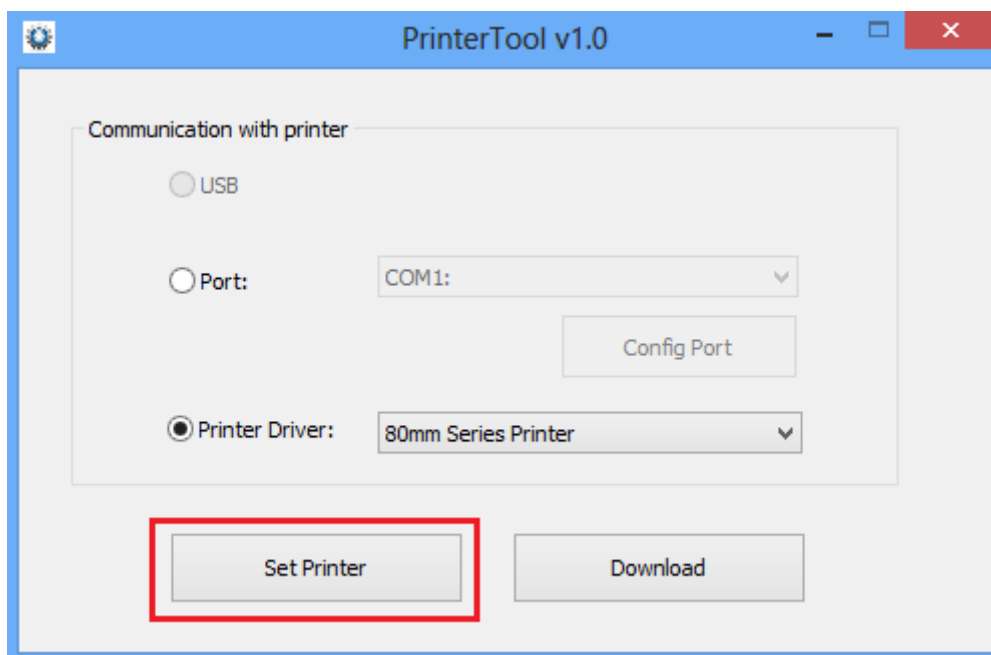 PrinterTool v1.0
Communication with printer
USB
Port: COM1:
Config Port
Printer Driver: 80mm Series Printer
Set Printer Download